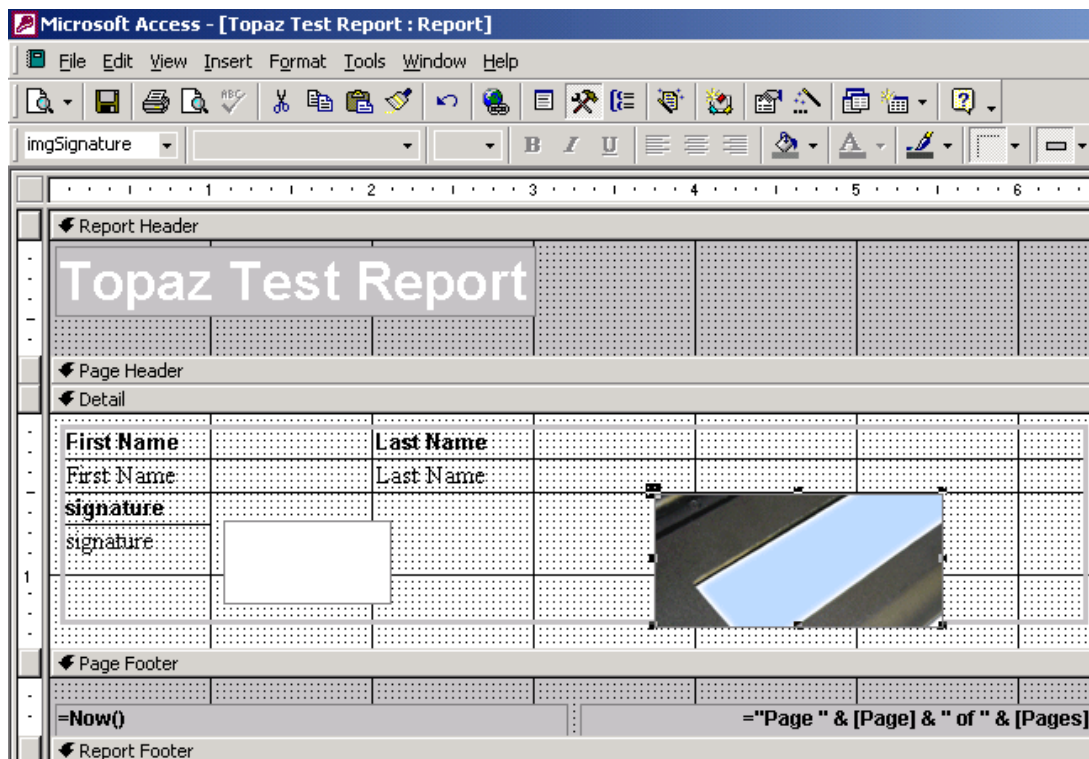 Microsoft Access - [Topaz Test Report : Report]
File Edit View Insert Format Tools Window Help
ABC
imgSignature B I U A
1 2 3 4 5 6
Report Header
Topaz Test Report
Page Header
Detail
First Name Last Name
First Name Last Name
signature
signature
1
Page Footer
=Now() ="Page " & [Page] & " of " & [Pages]
Report Footer